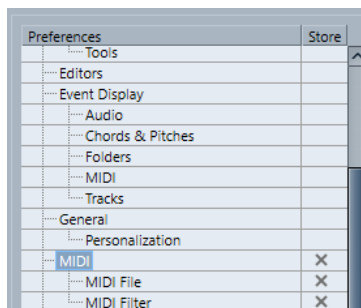 Preferences Store
Tools
Editors
Event Display
Audio
Chords & Pitches
Folders
MIDI
Tracks
General
Personalization
MIDI
MIDI File
MIDI Filter